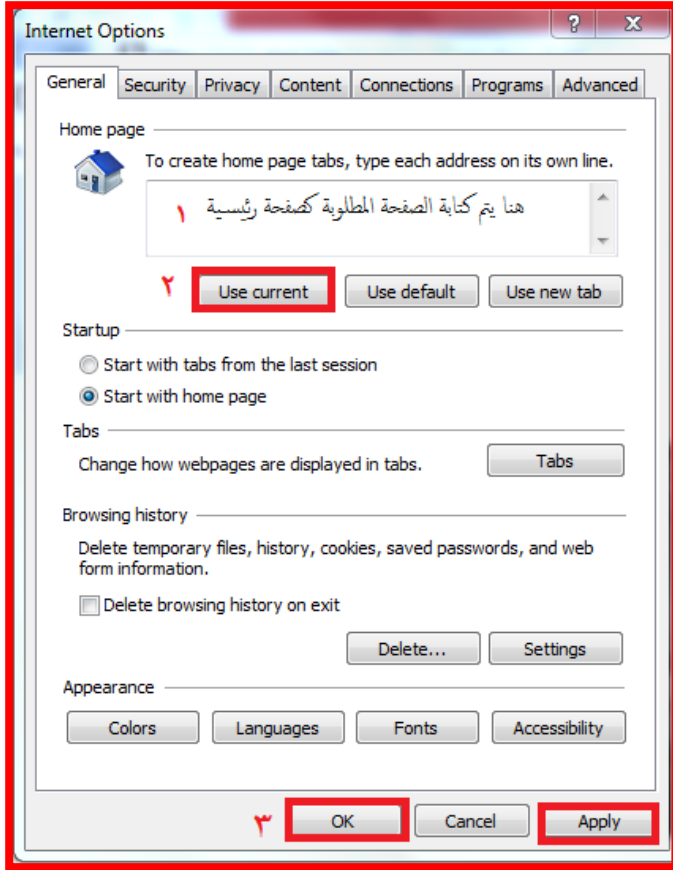 Internet Options
General Security Privacy Content Connections Programs Advanced
Home page
To create home page tabs, type each address on its own line.
١ هنا يتم كتابة الصفحة المطلوبة كصفحة رئيسية
٢ Use current Use default Use new tab
Startup
Start with tabs from the last session
Start with home page
Tabs
Change how webpages are displayed in tabs. Tabs
Browsing history
Delete temporary files, history, cookies, saved passwords, and web
form information.
Delete browsing history on exit
Delete... Settings
Appearance
Colors Languages Fonts Accessibility
٣ OK Cancel Apply